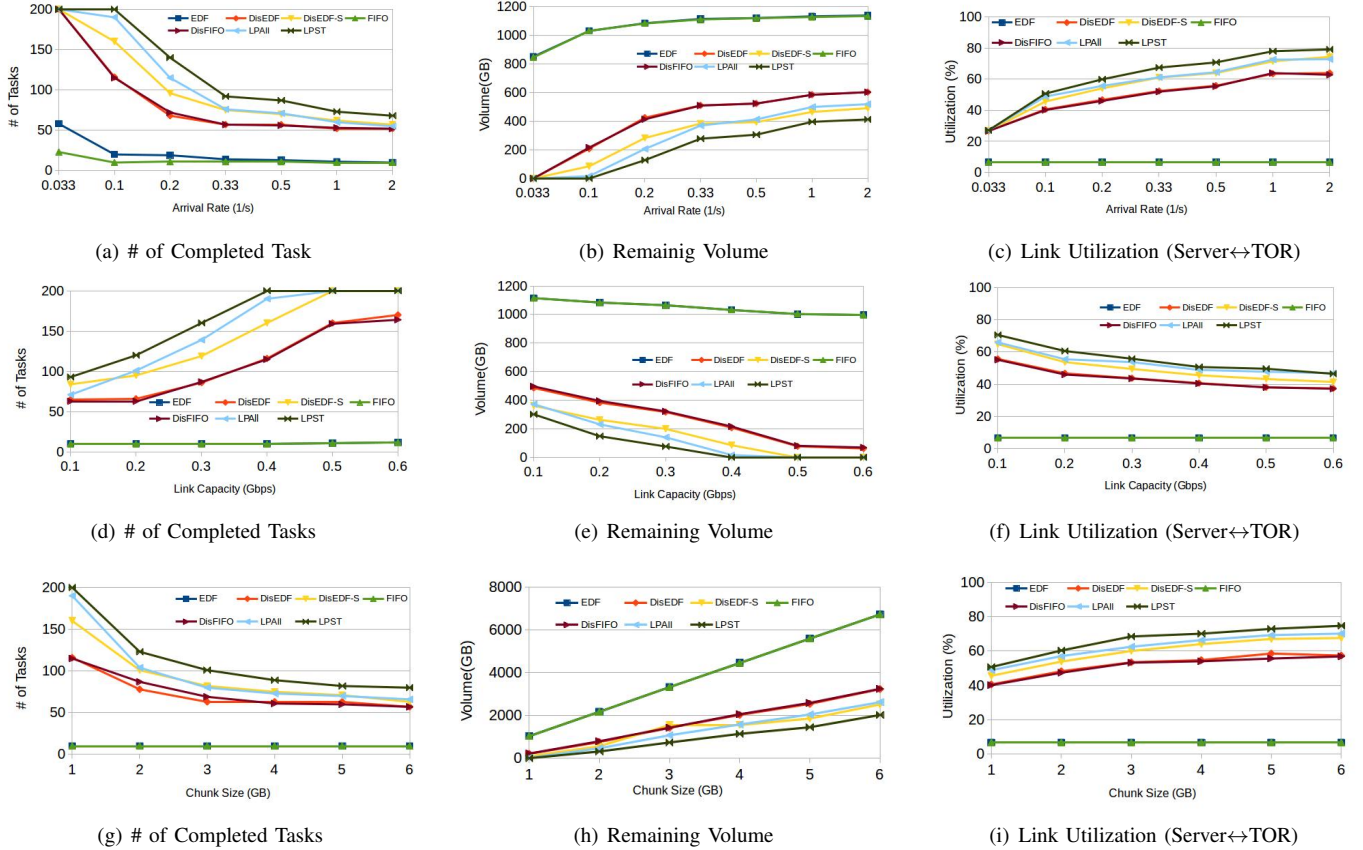 200
150
100
50
0
# of Tasks
EDF DisEDF DisEDF-S FIFO
DisFIFO LPAll LPST
0.033 0.1 0.2 0.33 0.5 1 2
Arrival Rate (1/s)
(a) # of Completed Task
1200
1000
800
600
400
200
0
Volume(GB)
EDF DisEDF DisEDF-S FIFO
DisFIFO LPAll LPST
0.033 0.1 0.2 0.33 0.5 1 2
Arrival Rate (1/s)
(b) Remainig Volume
100
80
60
40
20
0
Utilization (%)
EDF DisEDF DisEDF-S FIFO
DisFIFO LPAll LPST
0.033 0.1 0.2 0.33 0.5 1 2
Arrival Rate (1/s)
(c) Link Utilization (Server↔TOR)
200
150
100
50
0
# of Tasks
EDF DisEDF DisEDF-S FIFO
DisFIFO LPAll LPST
0.1 0.2 0.3 0.4 0.5 0.6
Link Capacity (Gbps)
(d) # of Completed Tasks
1200
1000
800
600
400
200
0
Volume(GB)
EDF DisEDF DisEDF-S FIFO
DisFIFO LPAll LPST
0.1 0.2 0.3 0.4 0.5 0.6
Link Capacity (Gbps)
(e) Remaining Volume
100
80
60
40
20
0
Utilization (%)
EDF DisEDF DisEDF-S FIFO
DisFIFO LPAll LPST
0.1 0.2 0.3 0.4 0.5 0.6
Link Capacity (Gbps)
(f) Link Utilization (Server↔TOR)
200
150
100
50
0
# of Tasks
EDF DisEDF DisEDF-S FIFO
DisFIFO LPAll LPST
1 2 3 4 5 6
Chunk Size (GB)
(g) # of Completed Tasks
8000
6000
4000
2000
0
Volume(GB)
EDF DisEDF DisEDF-S FIFO
DisFIFO LPAll LPST
1 2 3 4 5 6
Chunk Size (GB)
(h) Remaining Volume
100
80
60
40
20
0
Utilization (%)
EDF DisEDF DisEDF-S FIFO
DisFIFO LPAll LPST
1 2 3 4 5 6
Chunk Size (GB)
(i) Link Utilization (Server↔TOR)